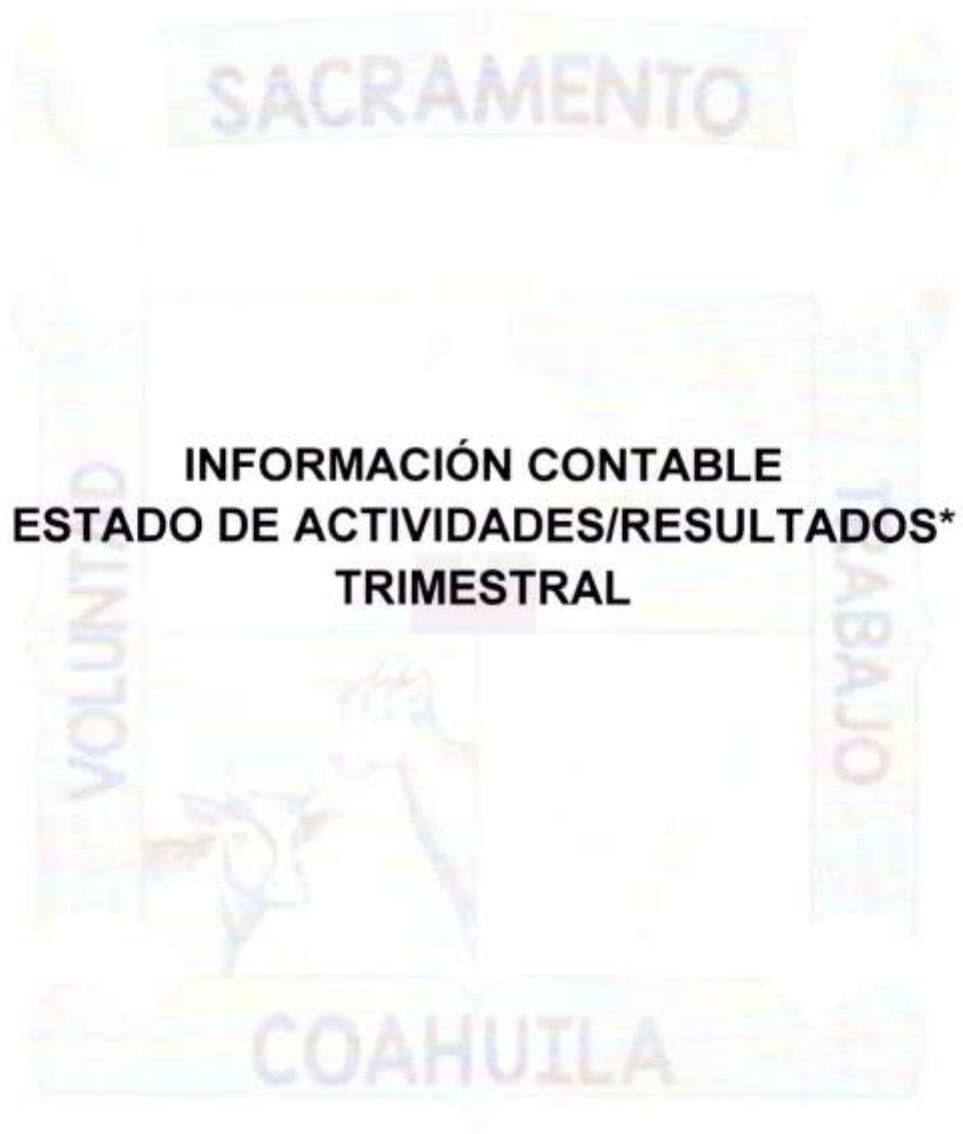 SACRAMENTO
INFORMACIÓN CONTABLE
ESTADO DE ACTIVIDADES/RESULTADOS*
TRIMESTRAL
VOLUNTAD
TRABAJO
COAHUILA